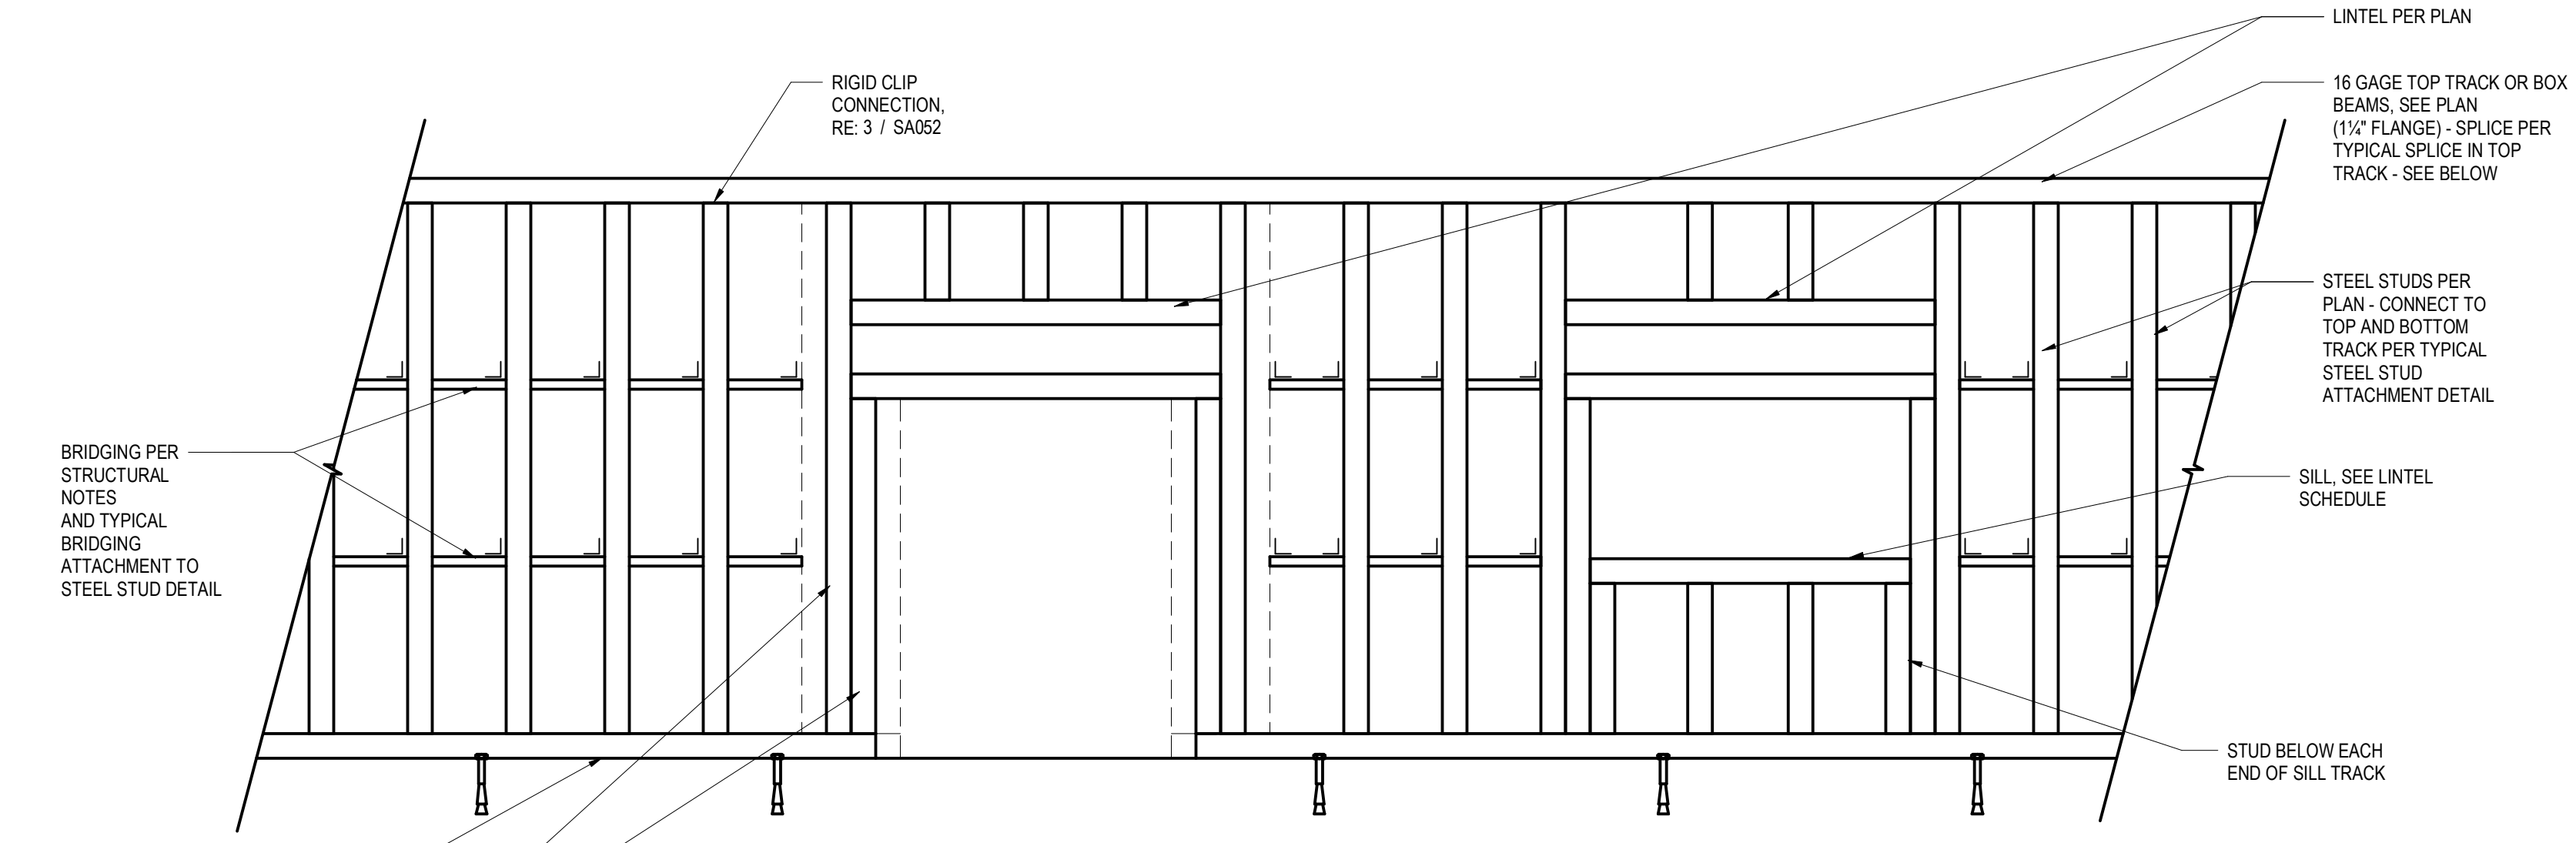 LINTEL PER PLAN
RIGID CLIP
CONNECTION,
RE: 3 / SA052
16 GAGE TOP TRACK OR BOX
BEAMS, SEE PLAN
(1¼" FLANGE) - SPLICE PER
TYPICAL SPLICE IN TOP
TRACK - SEE BELOW
STEEL STUDS PER
PLAN - CONNECT TO
TOP AND BOTTOM
TRACK PER TYPICAL
STEEL STUD
ATTACHMENT DETAIL
BRIDGING PER
STRUCTURAL
NOTES
AND TYPICAL
BRIDGING
ATTACHMENT TO
STEEL STUD DETAIL
SILL, SEE LINTEL
SCHEDULE
STUD BELOW EACH
END OF SILL TRACK